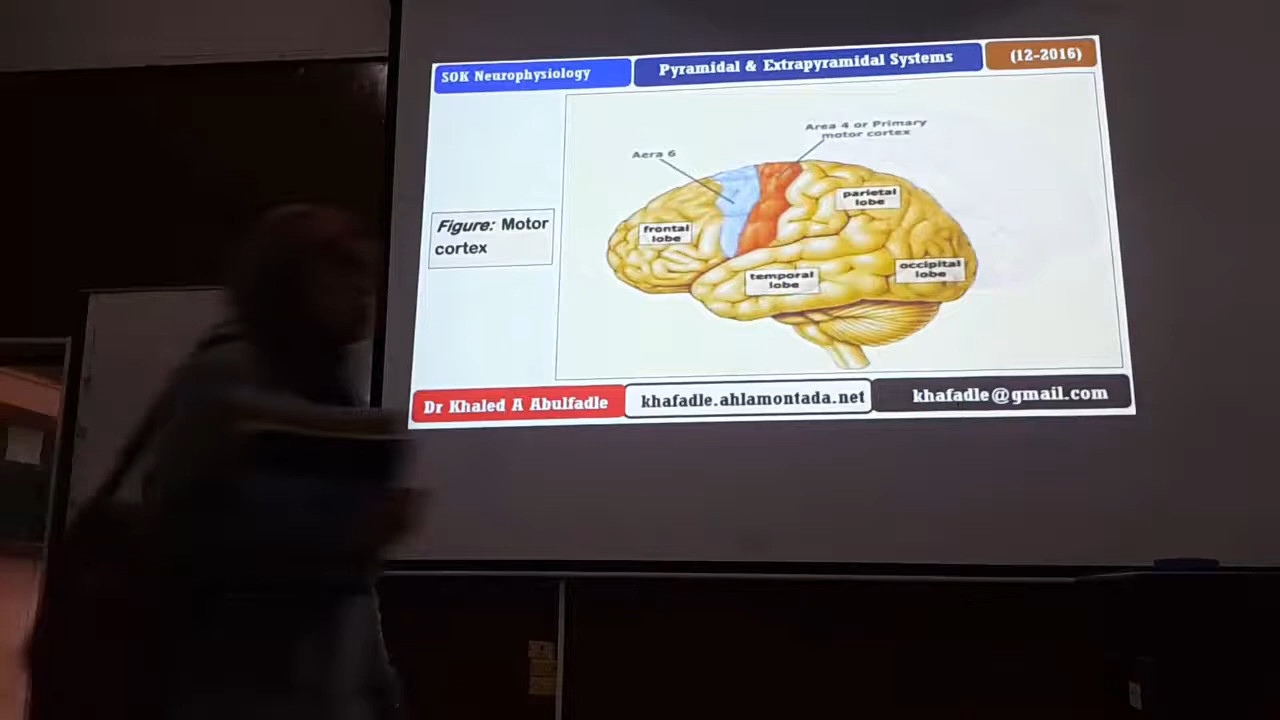 SOK Neurophysiology
Pyramidal & Extrapyramidal Systems
(12-2016)
Area 4 or Primary
motor cortex
Aera 6
parietal
lobe
Figure: Motor
cortex
frontal
lobe
occipital
lobe
temporal
lobe
Dr Khaled A Abulfadle
khafadle.ahlamontada.net
khafadle@gmail.com